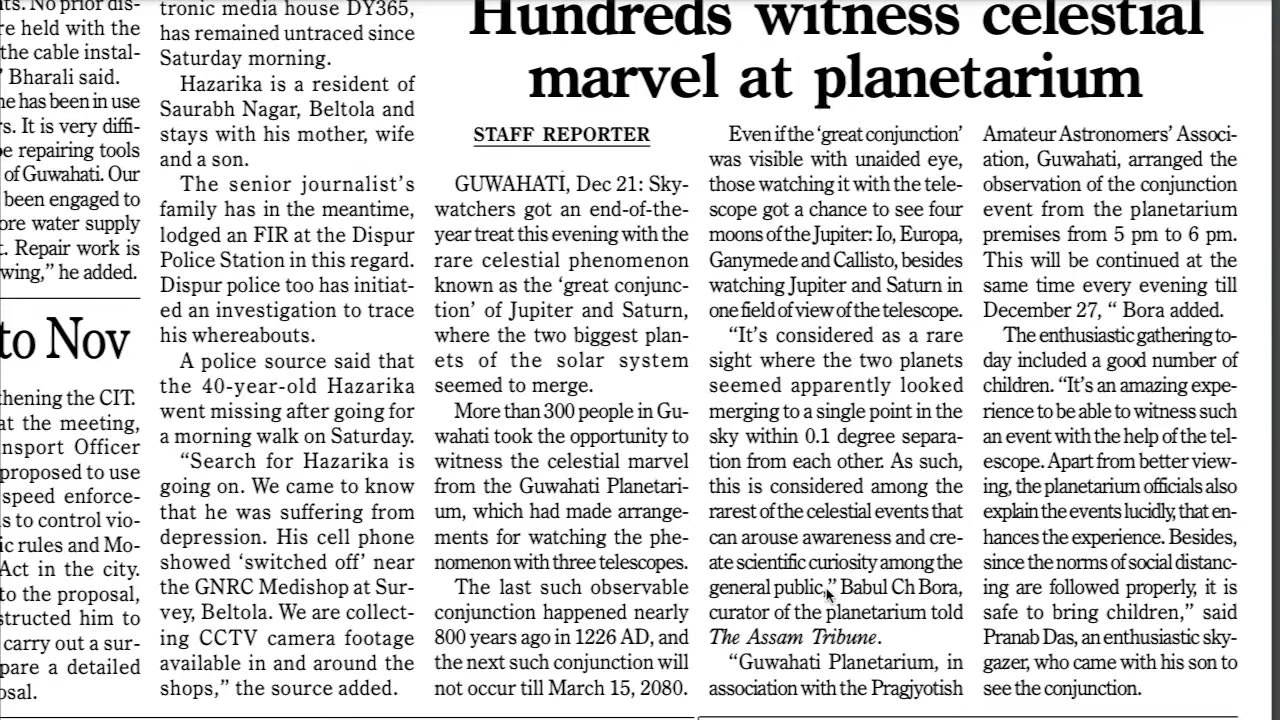 ts. No prior dis-
re held with the
the cable instal-
' Bharali said.
ne has been in use
rs. It is very diffi-
e repairing tools
of Guwahati. Our
been engaged to
ore water supply
t. Repair work is
wing,” he added.
to Nov
thening the CIT.
at the meeting,
nsport Officer
proposed to use
speed enforce-
s to control vio-
ic rules and Mo-
Act in the city.
to the proposal,
structed him to
carry out a sur-
pare a detailed
osal.
tronic media house DY365,
has remained untraced since
Saturday morning.
Hazarika is a resident of
Saurabh Nagar, Beltola and
stays with his mother, wife
and a son.
The senior journalist's
family has in the meantime,
lodged an FIR at the Dispur
Police Station in this regard.
Dispur police too has initiat-
ed an investigation to trace
his whereabouts.
A police source said that
the 40-year-old Hazarika
went missing after going for
a morning walk on Saturday.
“Search for Hazarika is
going on. We came to know
that he was suffering from
depression. His cell phone
showed ‘switched off’ near
the GNRC Medishop at Sur-
vey, Beltola. We are collect-
ing CCTV camera footage
available in and around the
shops,” the source added.
Hundreds witness celestial
marvel at planetarium
STAFF REPORTER
GUWAHATI, Dec 21: Sky-
watchers got an end-of-the-
year treat this evening with the
rare celestial phenomenon
known as the ‘great conjunc-
tion’ of Jupiter and Saturn,
where the two biggest plan-
ets of the solar system
seemed to merge.
More than 300 people in Gu-
wahati took the opportunity to
witness the celestial marvel
from the Guwahati Planetari-
um, which had made arrange-
ments for watching the phe-
nomenon with three telescopes.
The last such observable
conjunction happened nearly
800 years ago in 1226 AD, and
the next such conjunction will
not occur till March 15, 2080.
Even if the ‘great conjunction’
was visible with unaided eye,
those watching it with the tele-
scope got a chance to see four
moons of the Jupiter: Io, Europa,
Ganymede and Callisto, besides
watching Jupiter and Saturn in
one field of view of the telescope.
“It's considered as a rare
sight where the two planets
seemed apparently looked
merging to a single point in the
sky within 0.1 degree separa-
tion from each other. As such,
this is considered among the
rarest of the celestial events that
can arouse awareness and cre-
ate scientific curiosity among the
general public,” Babul Ch Bora,
curator of the planetarium told
The Assam Tribune.
“Guwahati Planetarium, in
association with the Pragjyotish
Amateur Astronomers' Associ-
ation, Guwahati, arranged the
observation of the conjunction
event from the planetarium
premises from 5 pm to 6 pm.
This will be continued at the
same time every evening till
December 27, “ Bora added.
The enthusiastic gathering to-
day included a good number of
children. “It's an amazing expe-
rience to be able to witness such
an event with the help of the tel-
escope. Apart from better view-
ing, the planetarium officials also
explain the events lucidly, that en-
hances the experience. Besides,
since the norms of social distanc-
ing are followed properly, it is
safe to bring children,” said
Pranab Das, an enthusiastic sky-
gazer, who came with his son to
see the conjunction.